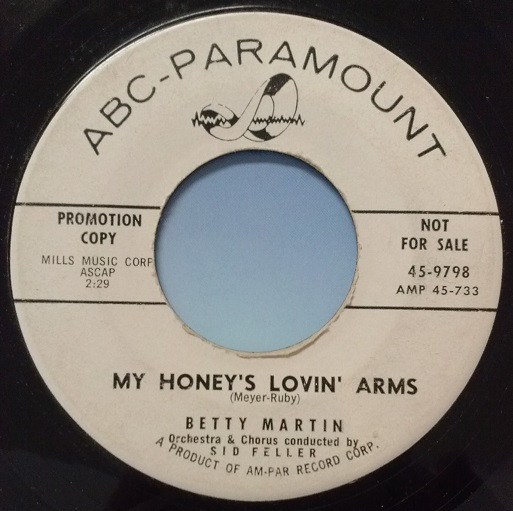 ABC-PARAMOUNT
PROMOTION
COPY
MILLS MUSIC CORP
ASCAP
2:29
NOT
FOR SALE
45-9798
AMP 45-733
MY HONEY'S LOVIN' ARMS
(Meyer-Ruby)
BETTY MARTIN
Orchestra & Chorus conducted by
SID FELLER
A PRODUCT OF AM-PAR RECORD CORP.